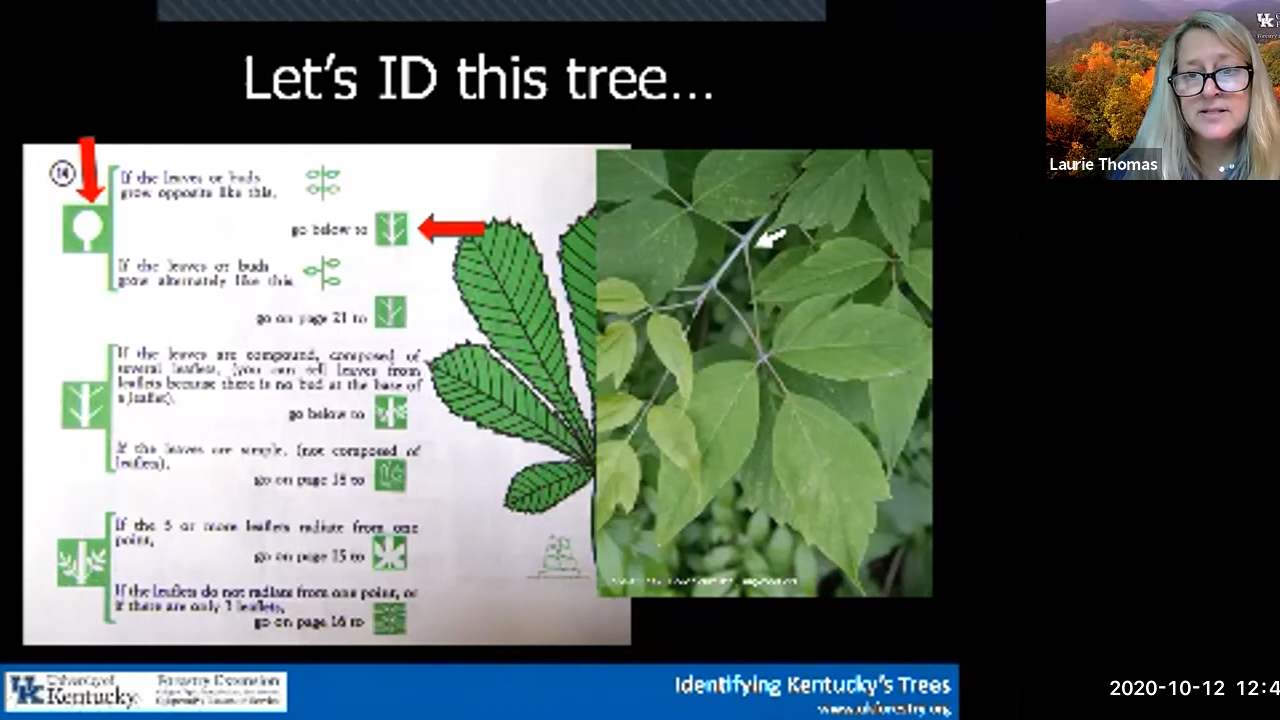 Let's ID this tree...
14
If the leaves or buds
grow opposite like this,
go below to
If the leaves or buds
grow alternately like this
go on page 21 to
If the leaves are compound, composed of
several leaflets, (you can tell leaves from
leaflets because there is no bud at the base of
a leaflet),
go below to
If the leaves are simple, (not composed of
leaflets),
go on page 18 to
If the 5 or more leaflets radiate from one
point,
go on page 15 to
If the leaflets do not radiate from one point, or
if there are only 3 leaflets,
go on page 16 to
UK
Laurie Thomas
UK University of
Kentucky
Forestry Extension
Identifying Kentucky's Trees
www.ukforestry.org
2020-10-12 12:4